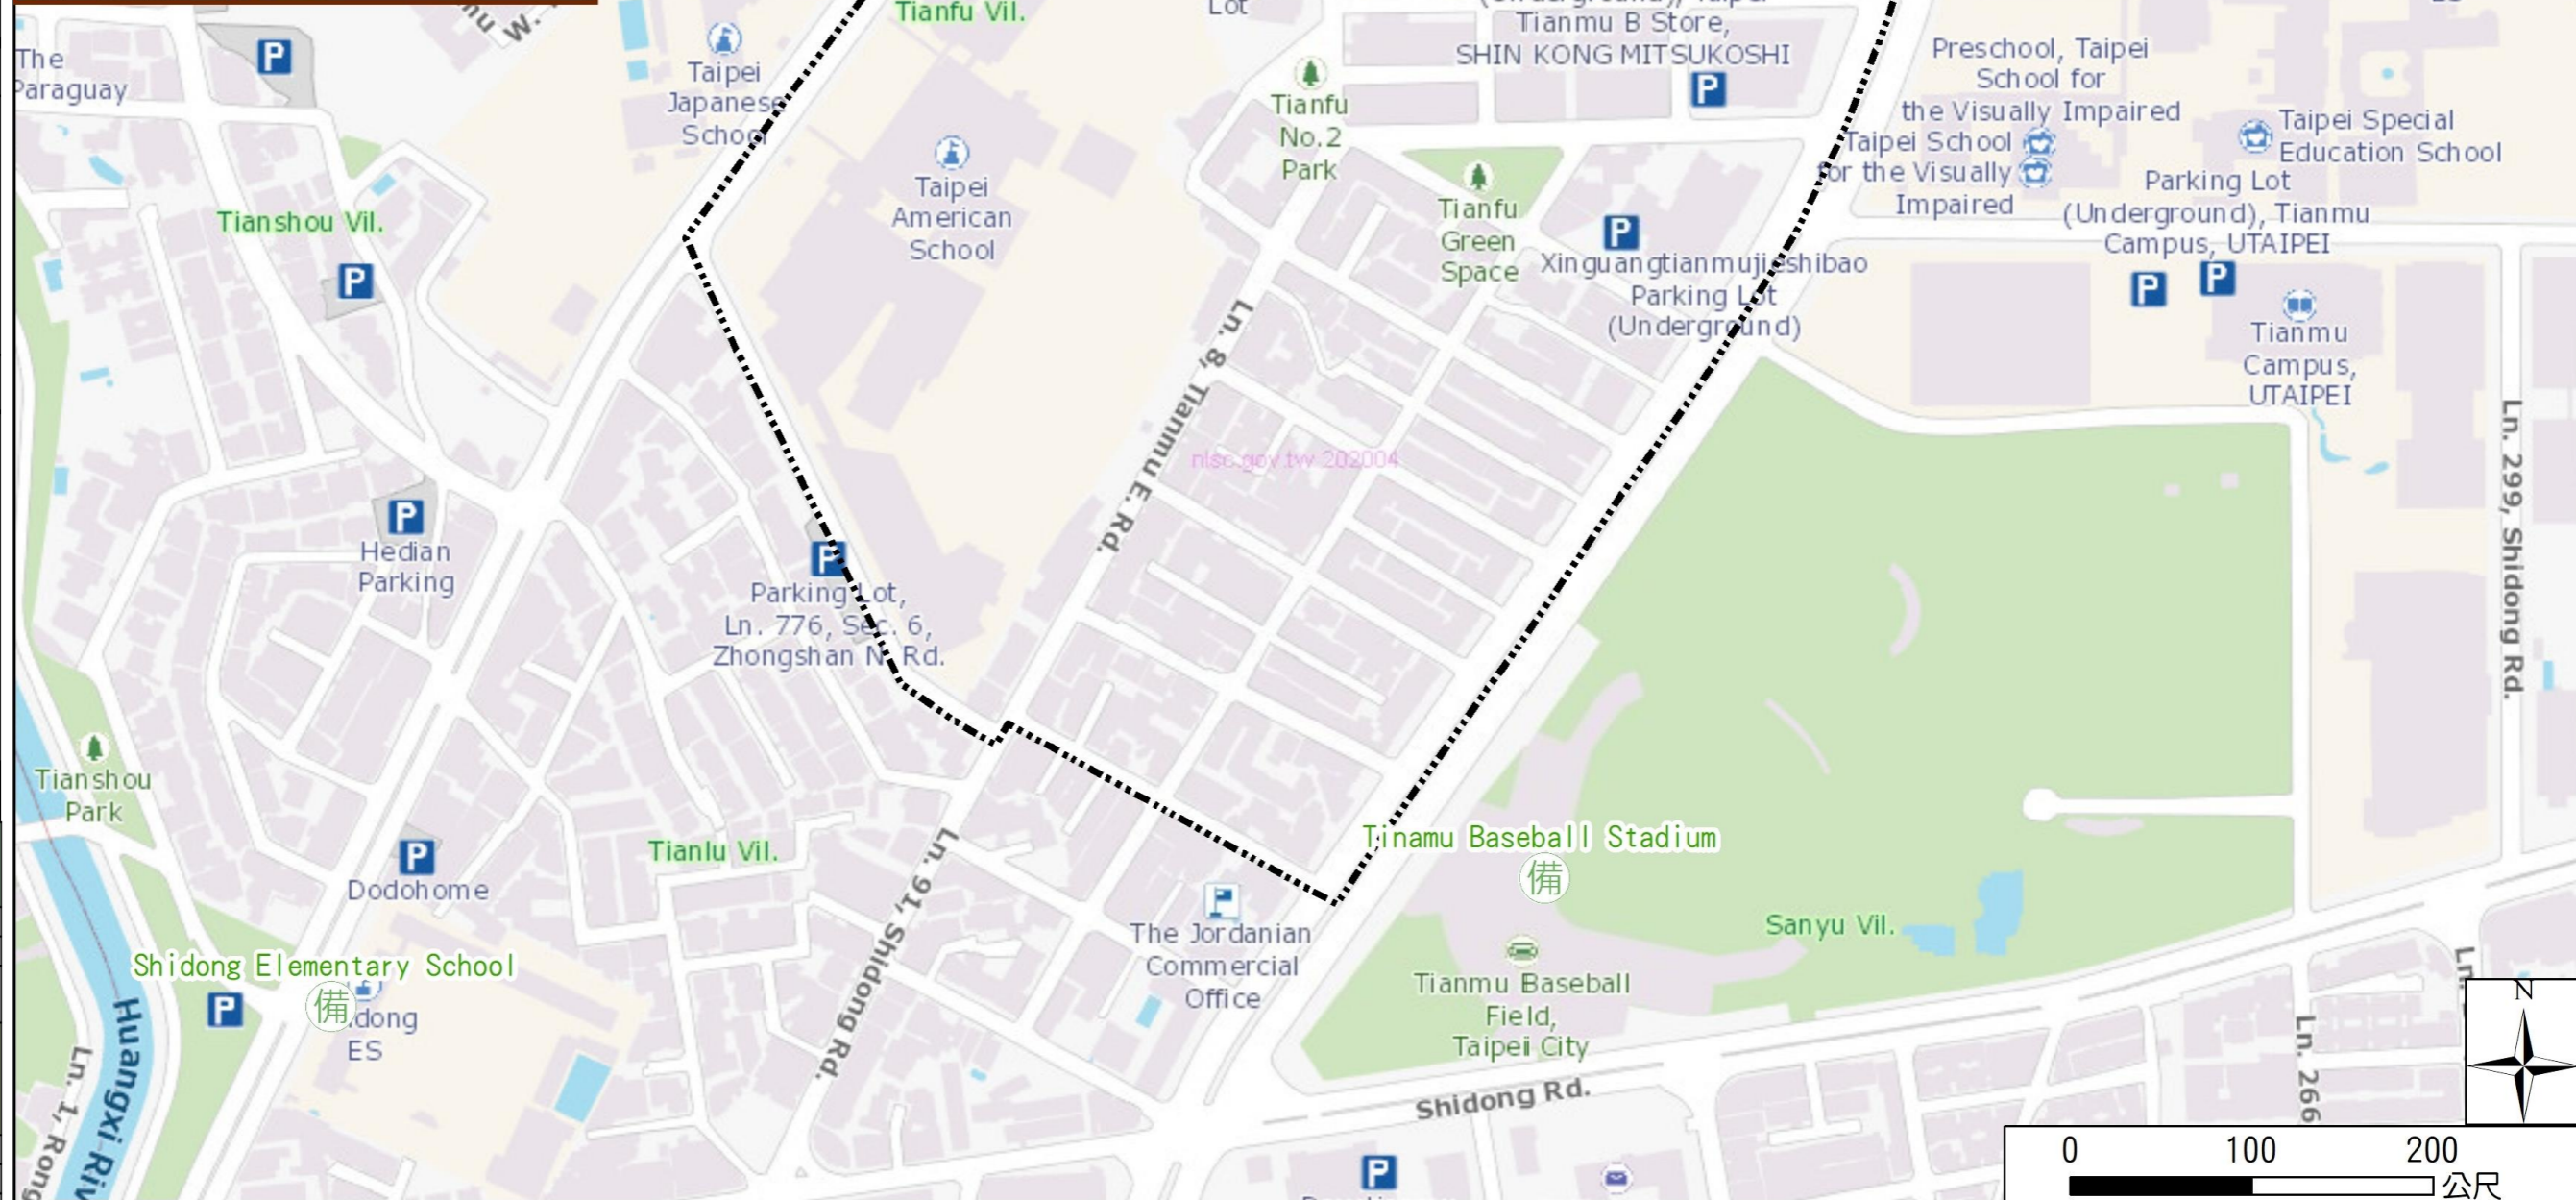 mu W.
Tianfu Vil.
Lot
Tianmu B Store,
SHIN KONG MITSUKOSHI
P
The
Paraguay
P
Taipei
Japanese
School
Tianfu
No.2
Park
Preschool, Taipei
School for
the Visually Impaired
Taipei School
for the Visually
Impaired
Taipei Special
Education School
Parking Lot
(Underground), Tianmu
Campus, UTAIPEI
P
P
Taipei
American
School
Tianfu
Green
Space
P
Xinguangtianmujieshibao
Parking Lot
(Underground)
Tianshou Vil.
P
Tianmu
Campus,
UTAIPEI
Ln. 8, Tianmu E. Rd.
nlsc.gov.tw 202004
Ln. 299, Shidong Rd.
P
Hedian
Parking
P
Parking Lot,
Ln. 776, Sec. 6,
Zhongshan N. Rd.
Tianshou
Park
P
Dodohome
Tianlu Vil.
Ln. 91, Shidong Rd.
Tinamu Baseball Stadium
備
The Jordanian
Commercial
Office
Tianmu Baseball
Field,
Taipei City
Sanyu Vil.
Shidong Elementary School
備
P
idong
ES
Huangxi Riv
Ln. 1, Rong
Shidong Rd.
Ln. 266
Ln.
P
N
0 100 200
公尺